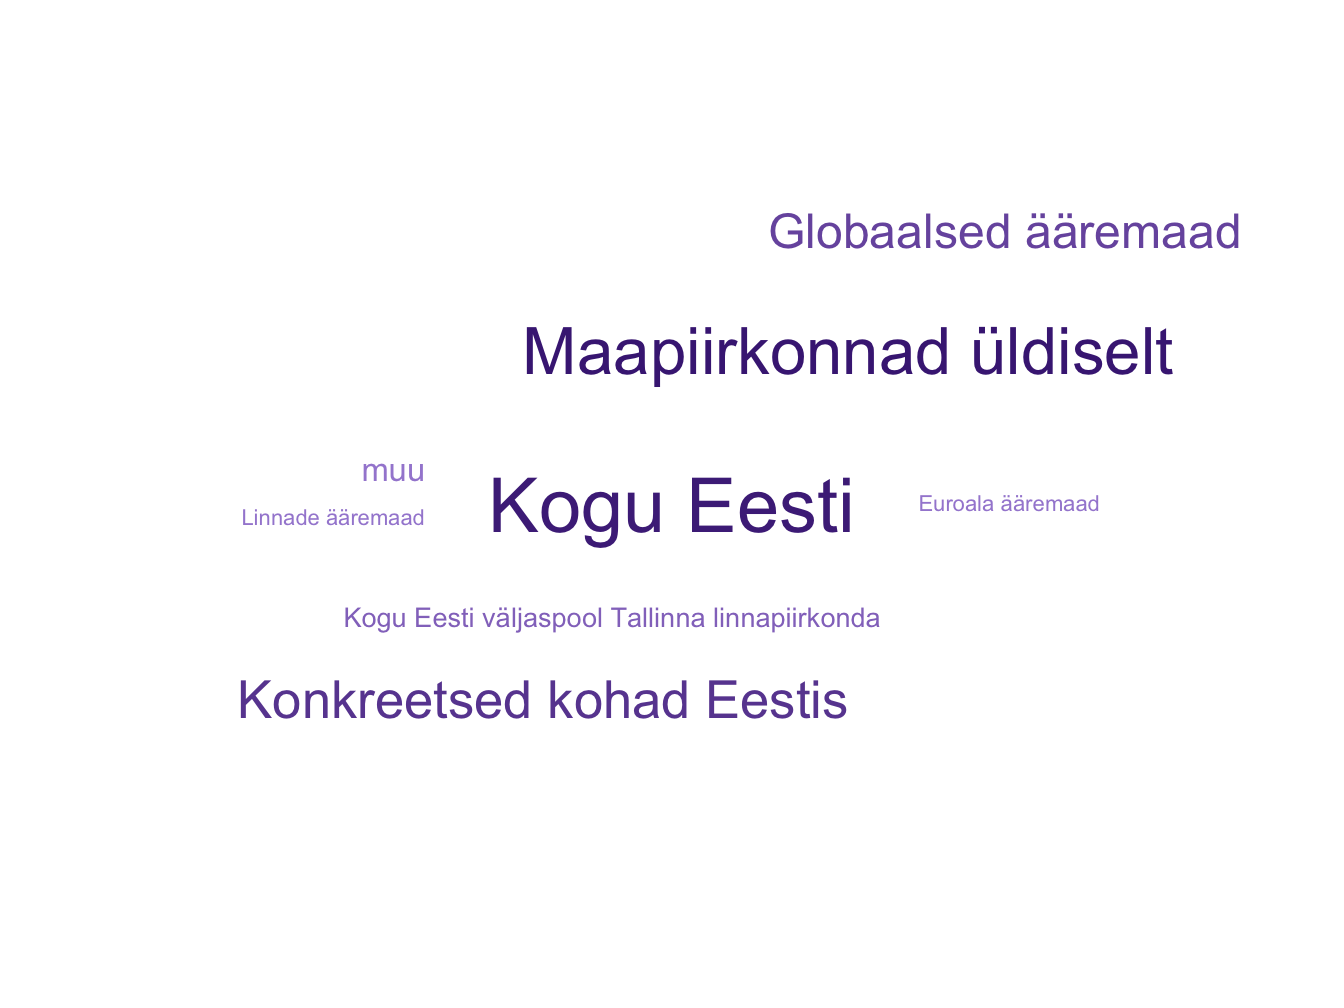 Globaalsed ääremaad
Maapiirkonnad üldiselt
muu
Linnade ääremaad
Kogu Eesti
Euroala ääremaad
Kogu Eesti väljaspool Tallinna linnapiirkonda
Konkreetsed kohad Eestis